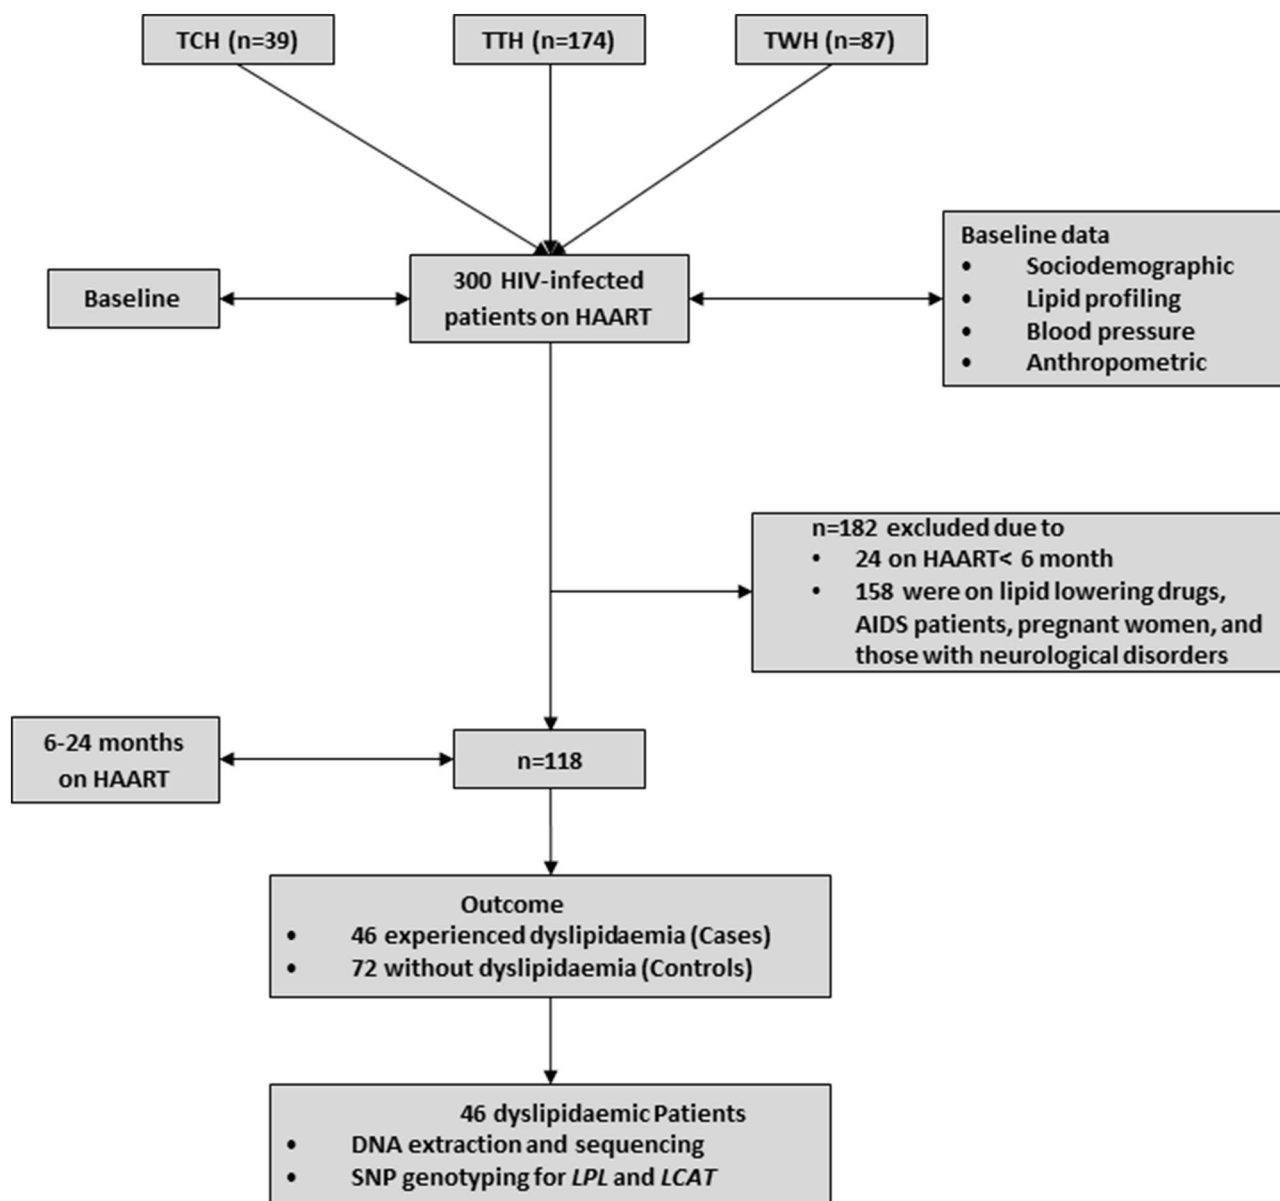 TCH (n=39)
TTH (n=174)
TWH (n=87)
Baseline
300 HIV-infected
patients on HAART
Baseline data
• Sociodemographic
• Lipid profiling
• Blood pressure
• Anthropometric
n=182 excluded due to
• 24 on HAART< 6 month
• 158 were on lipid lowering drugs,
AIDS patients, pregnant women, and
those with neurological disorders
6-24 months
on HAART
n=118
Outcome
• 46 experienced dyslipidaemia (Cases)
• 72 without dyslipidaemia (Controls)
46 dyslipidaemic Patients
• DNA extraction and sequencing
• SNP genotyping for LPL and LCAT